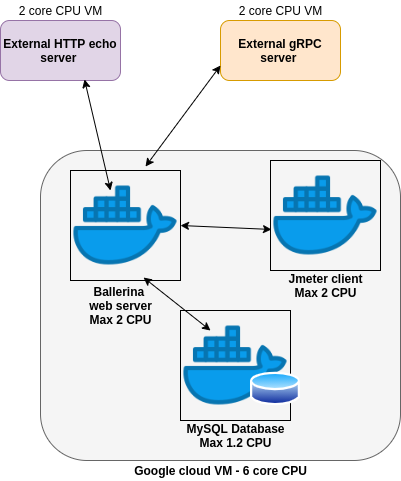 2 core CPU VM
2 core CPU VM
External HTTP echo
server
External gRPC
server
Jmeter client
Max 2 CPU
Ballerina
web server
Max 2 CPU
MySQL Database
Max 1.2 CPU
Google cloud VM - 6 core CPU